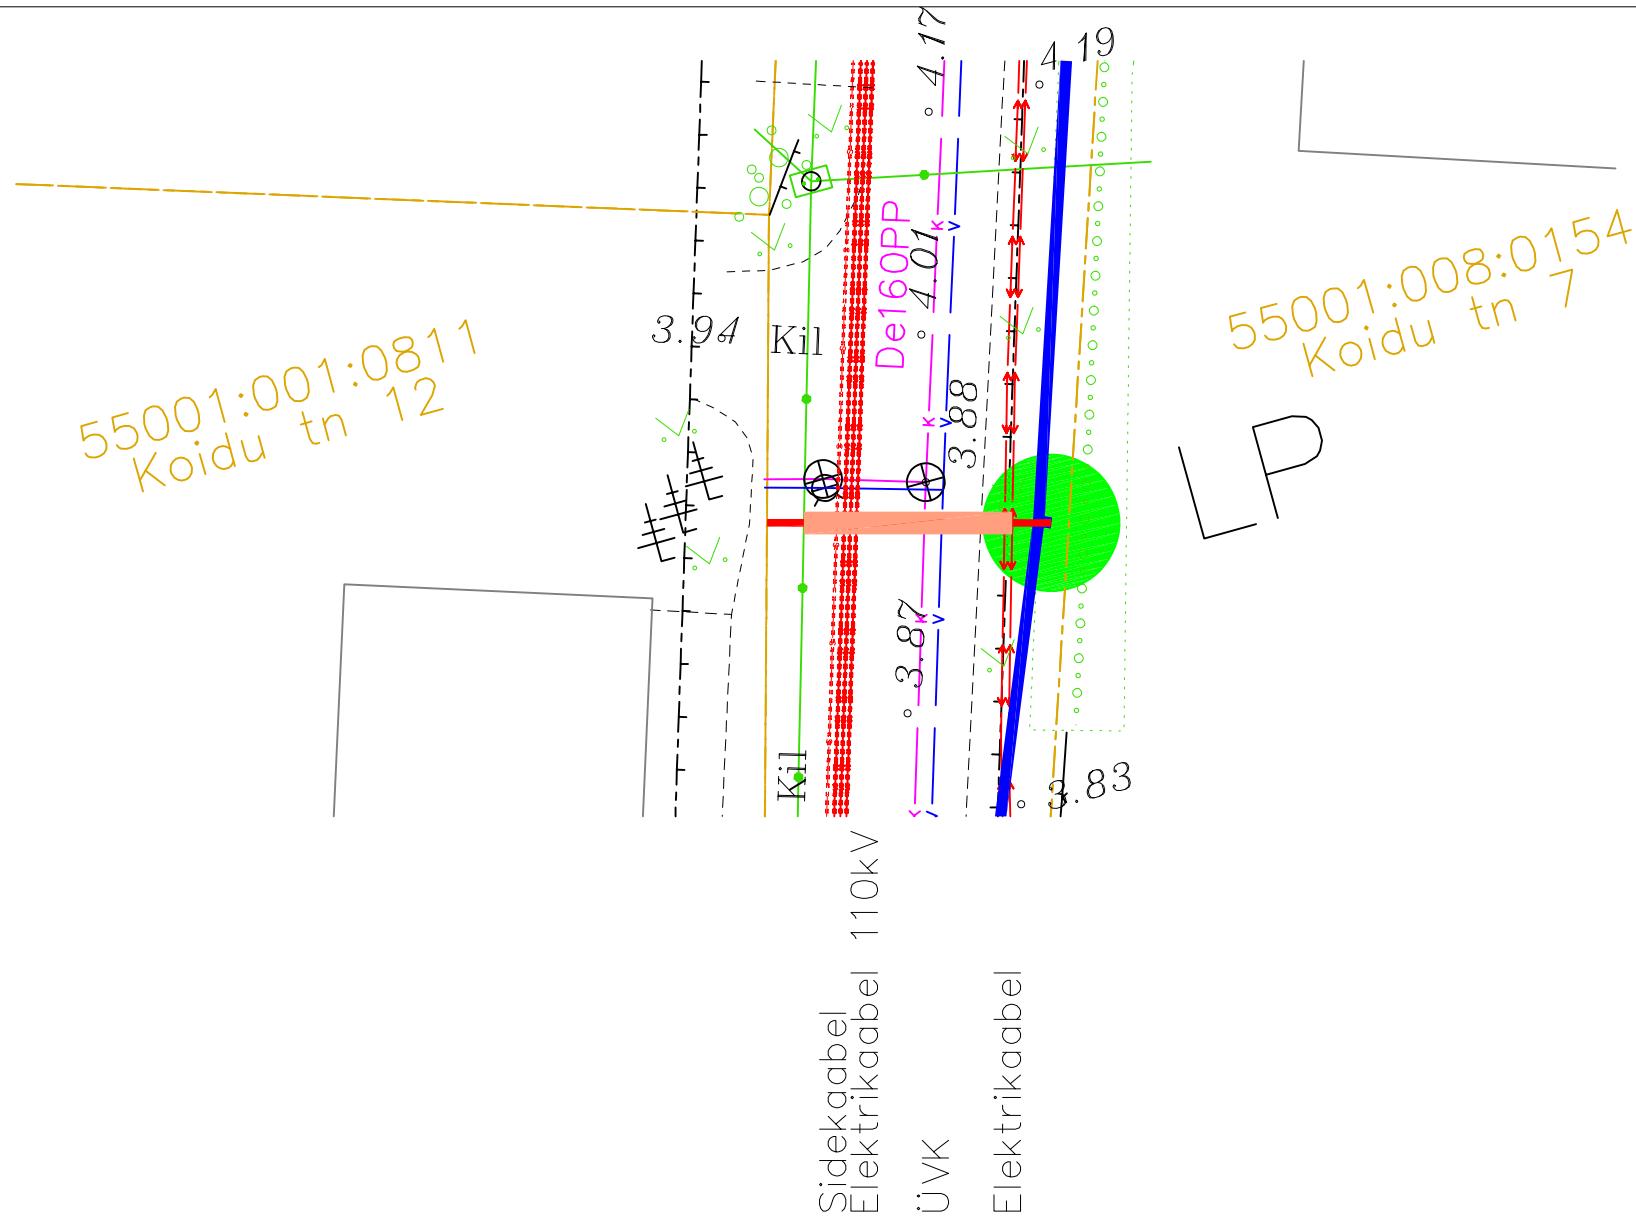 4.17
4.19
De160PP
K
V
4.01
55001:008:0154
Koidu tn 7
3.94
Kil
55001:001:0811
Koidu tn 12
3.88
K
V
LP
3.87
K
V
Kil
3.83
Sidekaabel
Elektrikaabel 110kV
ÜVK
Elektrikaabel